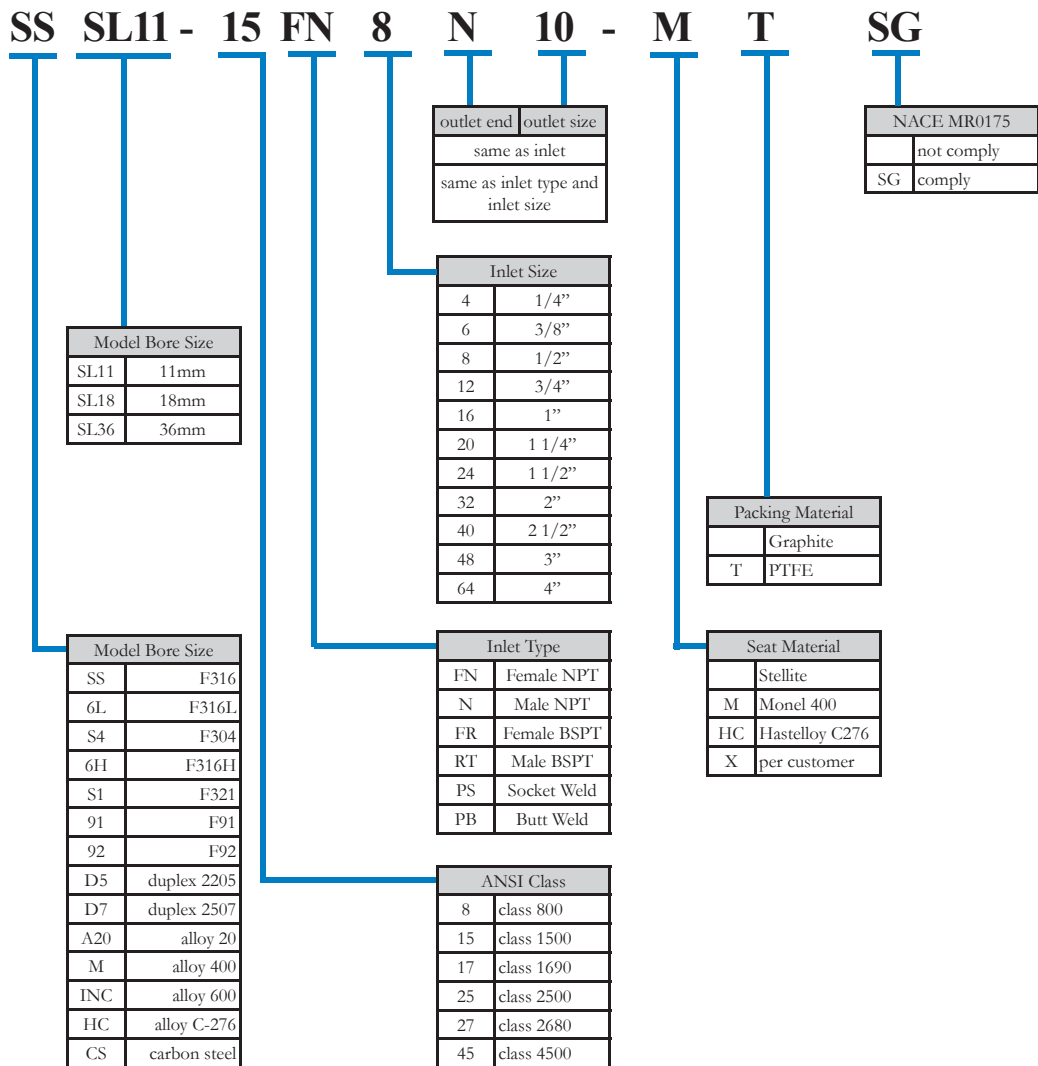 SS SL11 - 15 FN 8 N 10 - M T SG
outlet end outlet size
same as inlet
same as inlet type and
inlet size
NACE MR0175
not comply
SG comply
Inlet Size
4 1/4”
6 3/8”
8 1/2”
12 3/4”
16 1”
20 1 1/4”
24 1 1/2”
32 2”
40 2 1/2”
48 3”
64 4”
Model Bore Size
SL11 11mm
SL18 18mm
SL36 36mm
Packing Material
Graphite
T PTFE
Model Bore Size
SS F316
6L F316L
S4 F304
6H F316H
S1 F321
91 F91
92 F92
D5 duplex 2205
D7 duplex 2507
A20 alloy 20
M alloy 400
INC alloy 600
HC alloy C-276
CS carbon steel
Inlet Type
FN Female NPT
N Male NPT
FR Female BSPT
RT Male BSPT
PS Socket Weld
PB Butt Weld
Seat Material
Stellite
M Monel 400
HC Hastelloy C276
X per customer
ANSI Class
8 class 800
15 class 1500
17 class 1690
25 class 2500
27 class 2680
45 class 4500